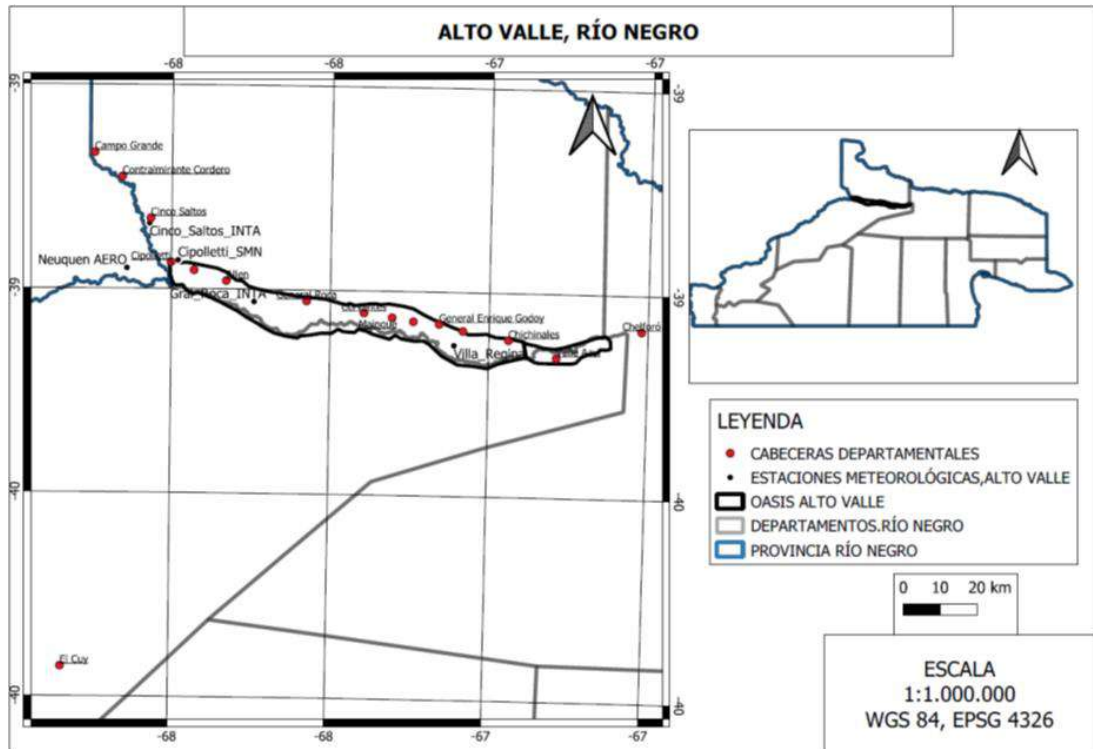 ALTO VALLE, RÍO NEGRO
-68
-68
-67
-67
-39
-39
Campo Grande
Contralmirante Cordero
Cinco Saltos
Cinco_Saltos_INTA
Cipolletti
Cipolletti_SMN
Neuquen AERO
Allen
-39
Gral_Roca_INTA
General Roca
-39
Cervantes
Mainque
General Enrique Godoy
Chichinales
Chelforó
Villa_Regina
-40
-40
El Cuy
-40
-40
-68
-68
-67
-67
LEYENDA
CABECERAS DEPARTAMENTALES
ESTACIONES METEOROLÓGICAS,ALTO VALLE
OASIS ALTO VALLE
DEPARTAMENTOS.RÍO NEGRO
PROVINCIA RÍO NEGRO
0 10 20 km
ESCALA
1:1.000.000
WGS 84, EPSG 4326